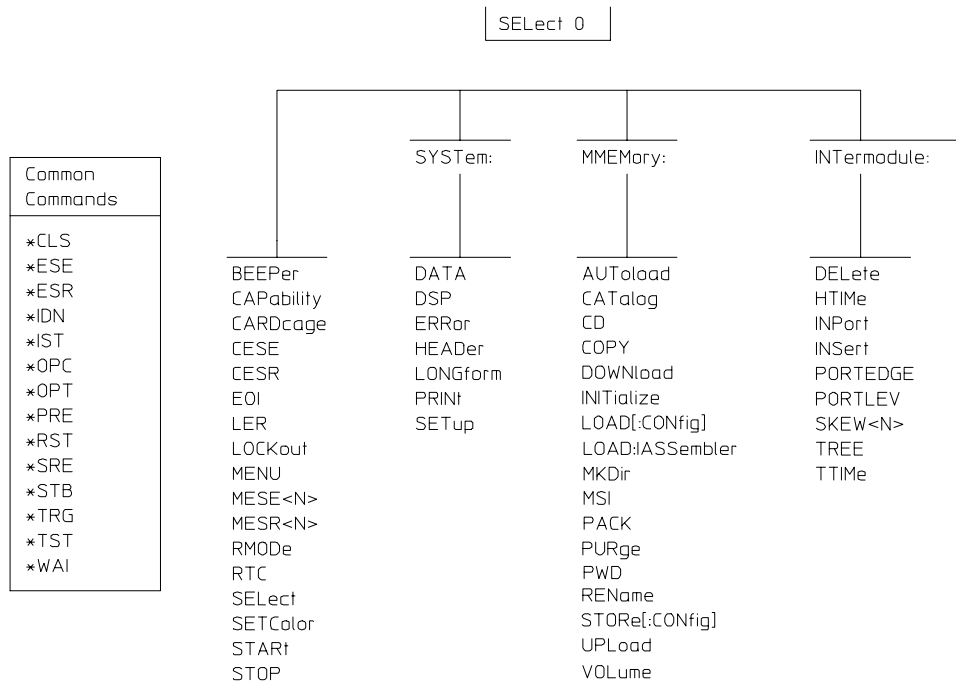 SELect 0
Common
Commands
*CLS
*ESE
*ESR
*IDN
*IST
*OPC
*OPT
*PRE
*RST
*SRE
*STB
*TRG
*TST
*WAI
BEEPer
CAPability
CARDcage
CESE
CESR
EOI
LER
LOCKout
MENU
MESE<N>
MESR<N>
RMODe
RTC
SELect
SETColor
STARt
STOP
SYSTem:
DATA
DSP
ERRor
HEADer
LONGform
PRINt
SETup
MMEMory:
AUToload
CATalog
CD
COPY
DOWNload
INITialize
LOAD[:CONfig]
LOAD:IASSembler
MKDir
MSI
PACK
PURge
PWD
REName
STORe[:CONfig]
UPLoad
VOLume
INTermodule:
DELete
HTIMe
INPort
INSert
PORTEDGE
PORTLEV
SKEW<N>
TREE
TTIMe